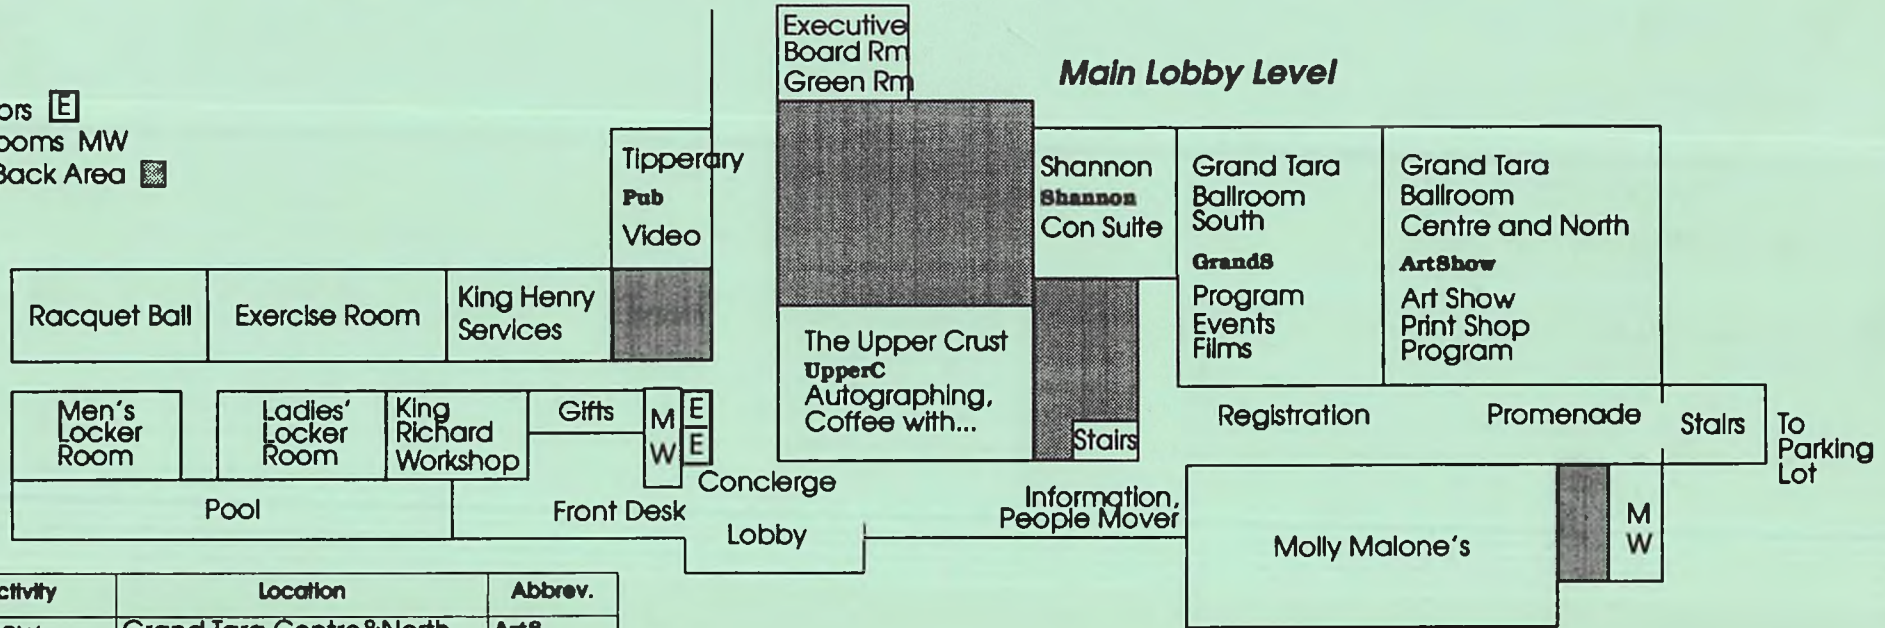 Executive
Board Rm
Green Rm
Main Lobby Level
E
MW
Back Area
Tipperary
Pub
Video
Shannon
Shannon
Con Suite
Grand Tara
Ballroom
South
GrandS
Program
Events
Films
Grand Tara
Ballroom
Centre and North
ArtShow
Art Show
Print Shop
Program
Racquet Ball
Exercise Room
King Henry
Services
The Upper Crust
UpperC
Autographing,
Coffee with...
Stairs
Men's
Locker
Room
Ladies'
Locker
Room
King
Richard
Workshop
Gifts
M
W
E
E
Registration
Promenade
Stairs
To
Parking
Lot
Concierge
Pool
Front Desk
Lobby
Information,
People Mover
Molly Malone's
M
W
Location
Abbrev.
Grand Tara Centre&North